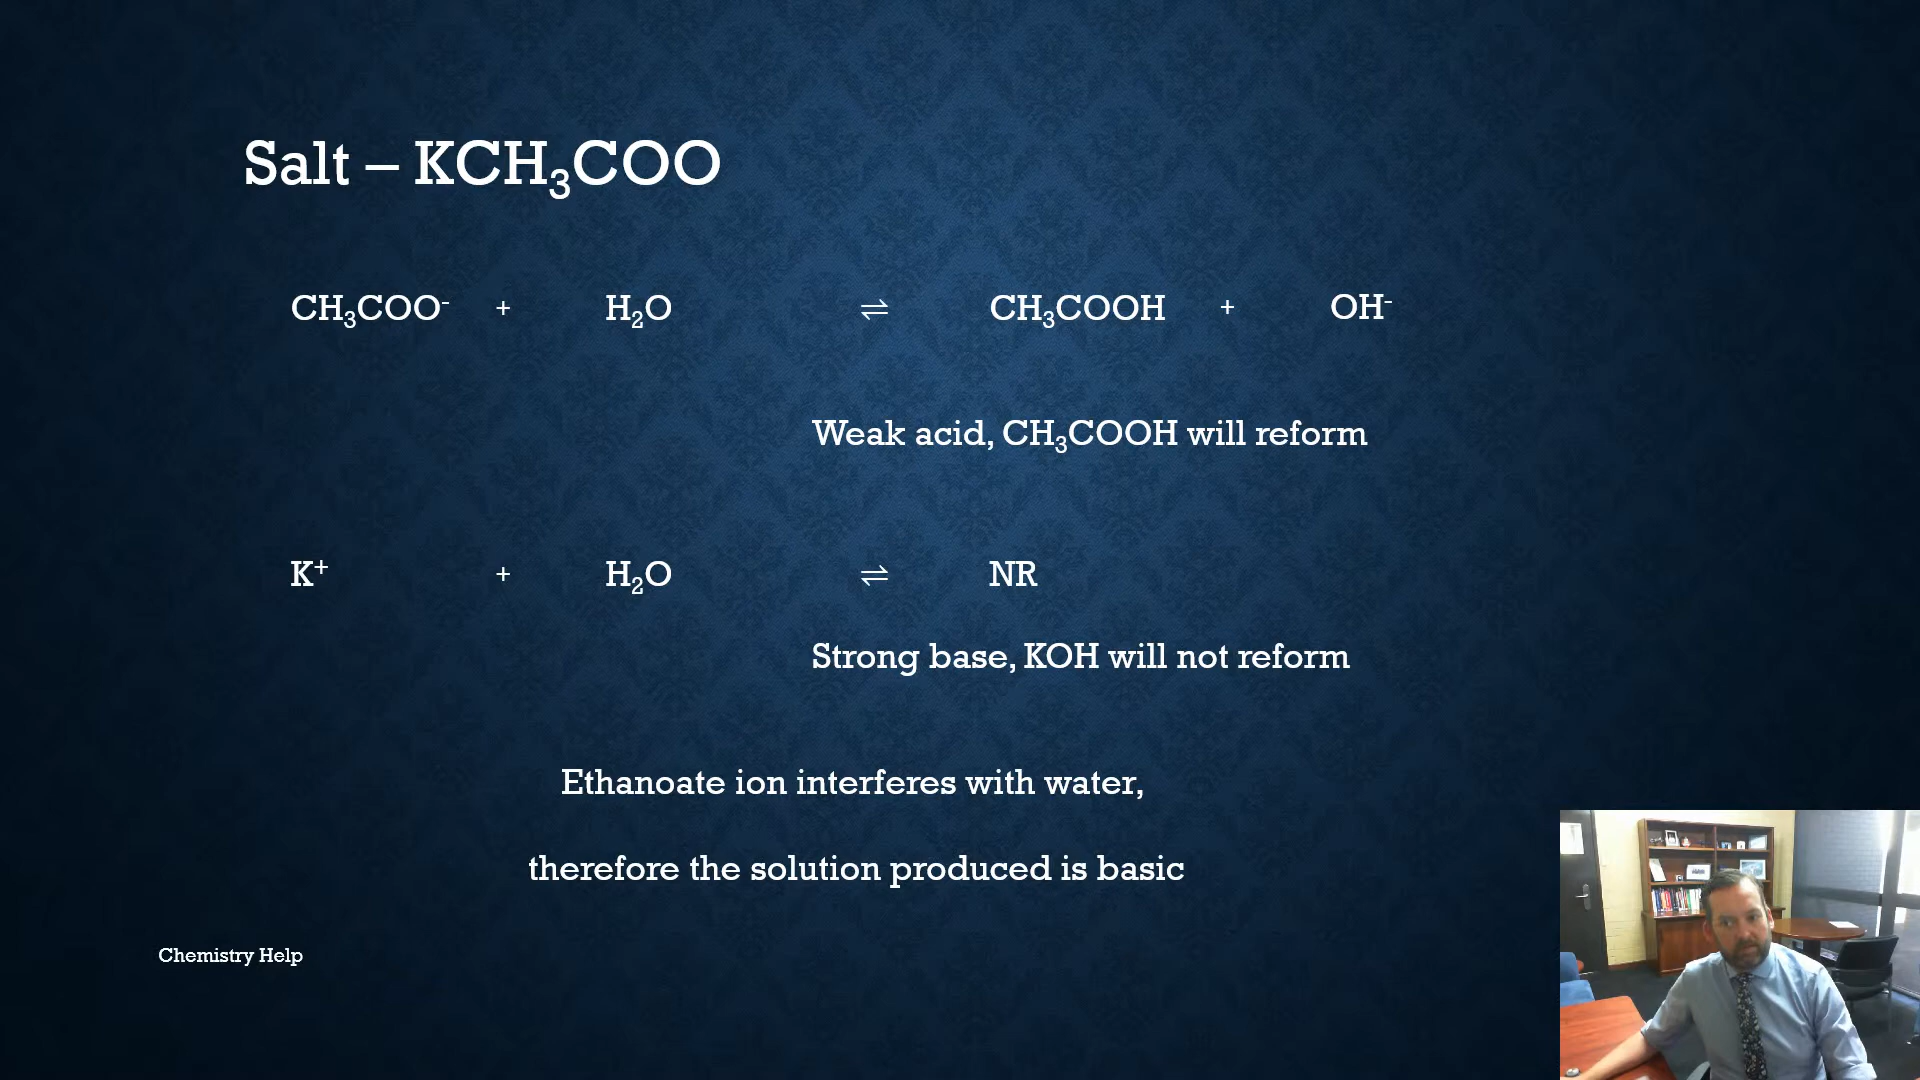 Salt – KCH₃COO
CH₃COO⁻ + H₂O ⇌ CH₃COOH + OH⁻
Weak acid, CH₃COOH will reform
K⁺ + H₂O ⇌ NR
Strong base, KOH will not reform
Ethanoate ion interferes with water,
therefore the solution produced is basic
Chemistry Help